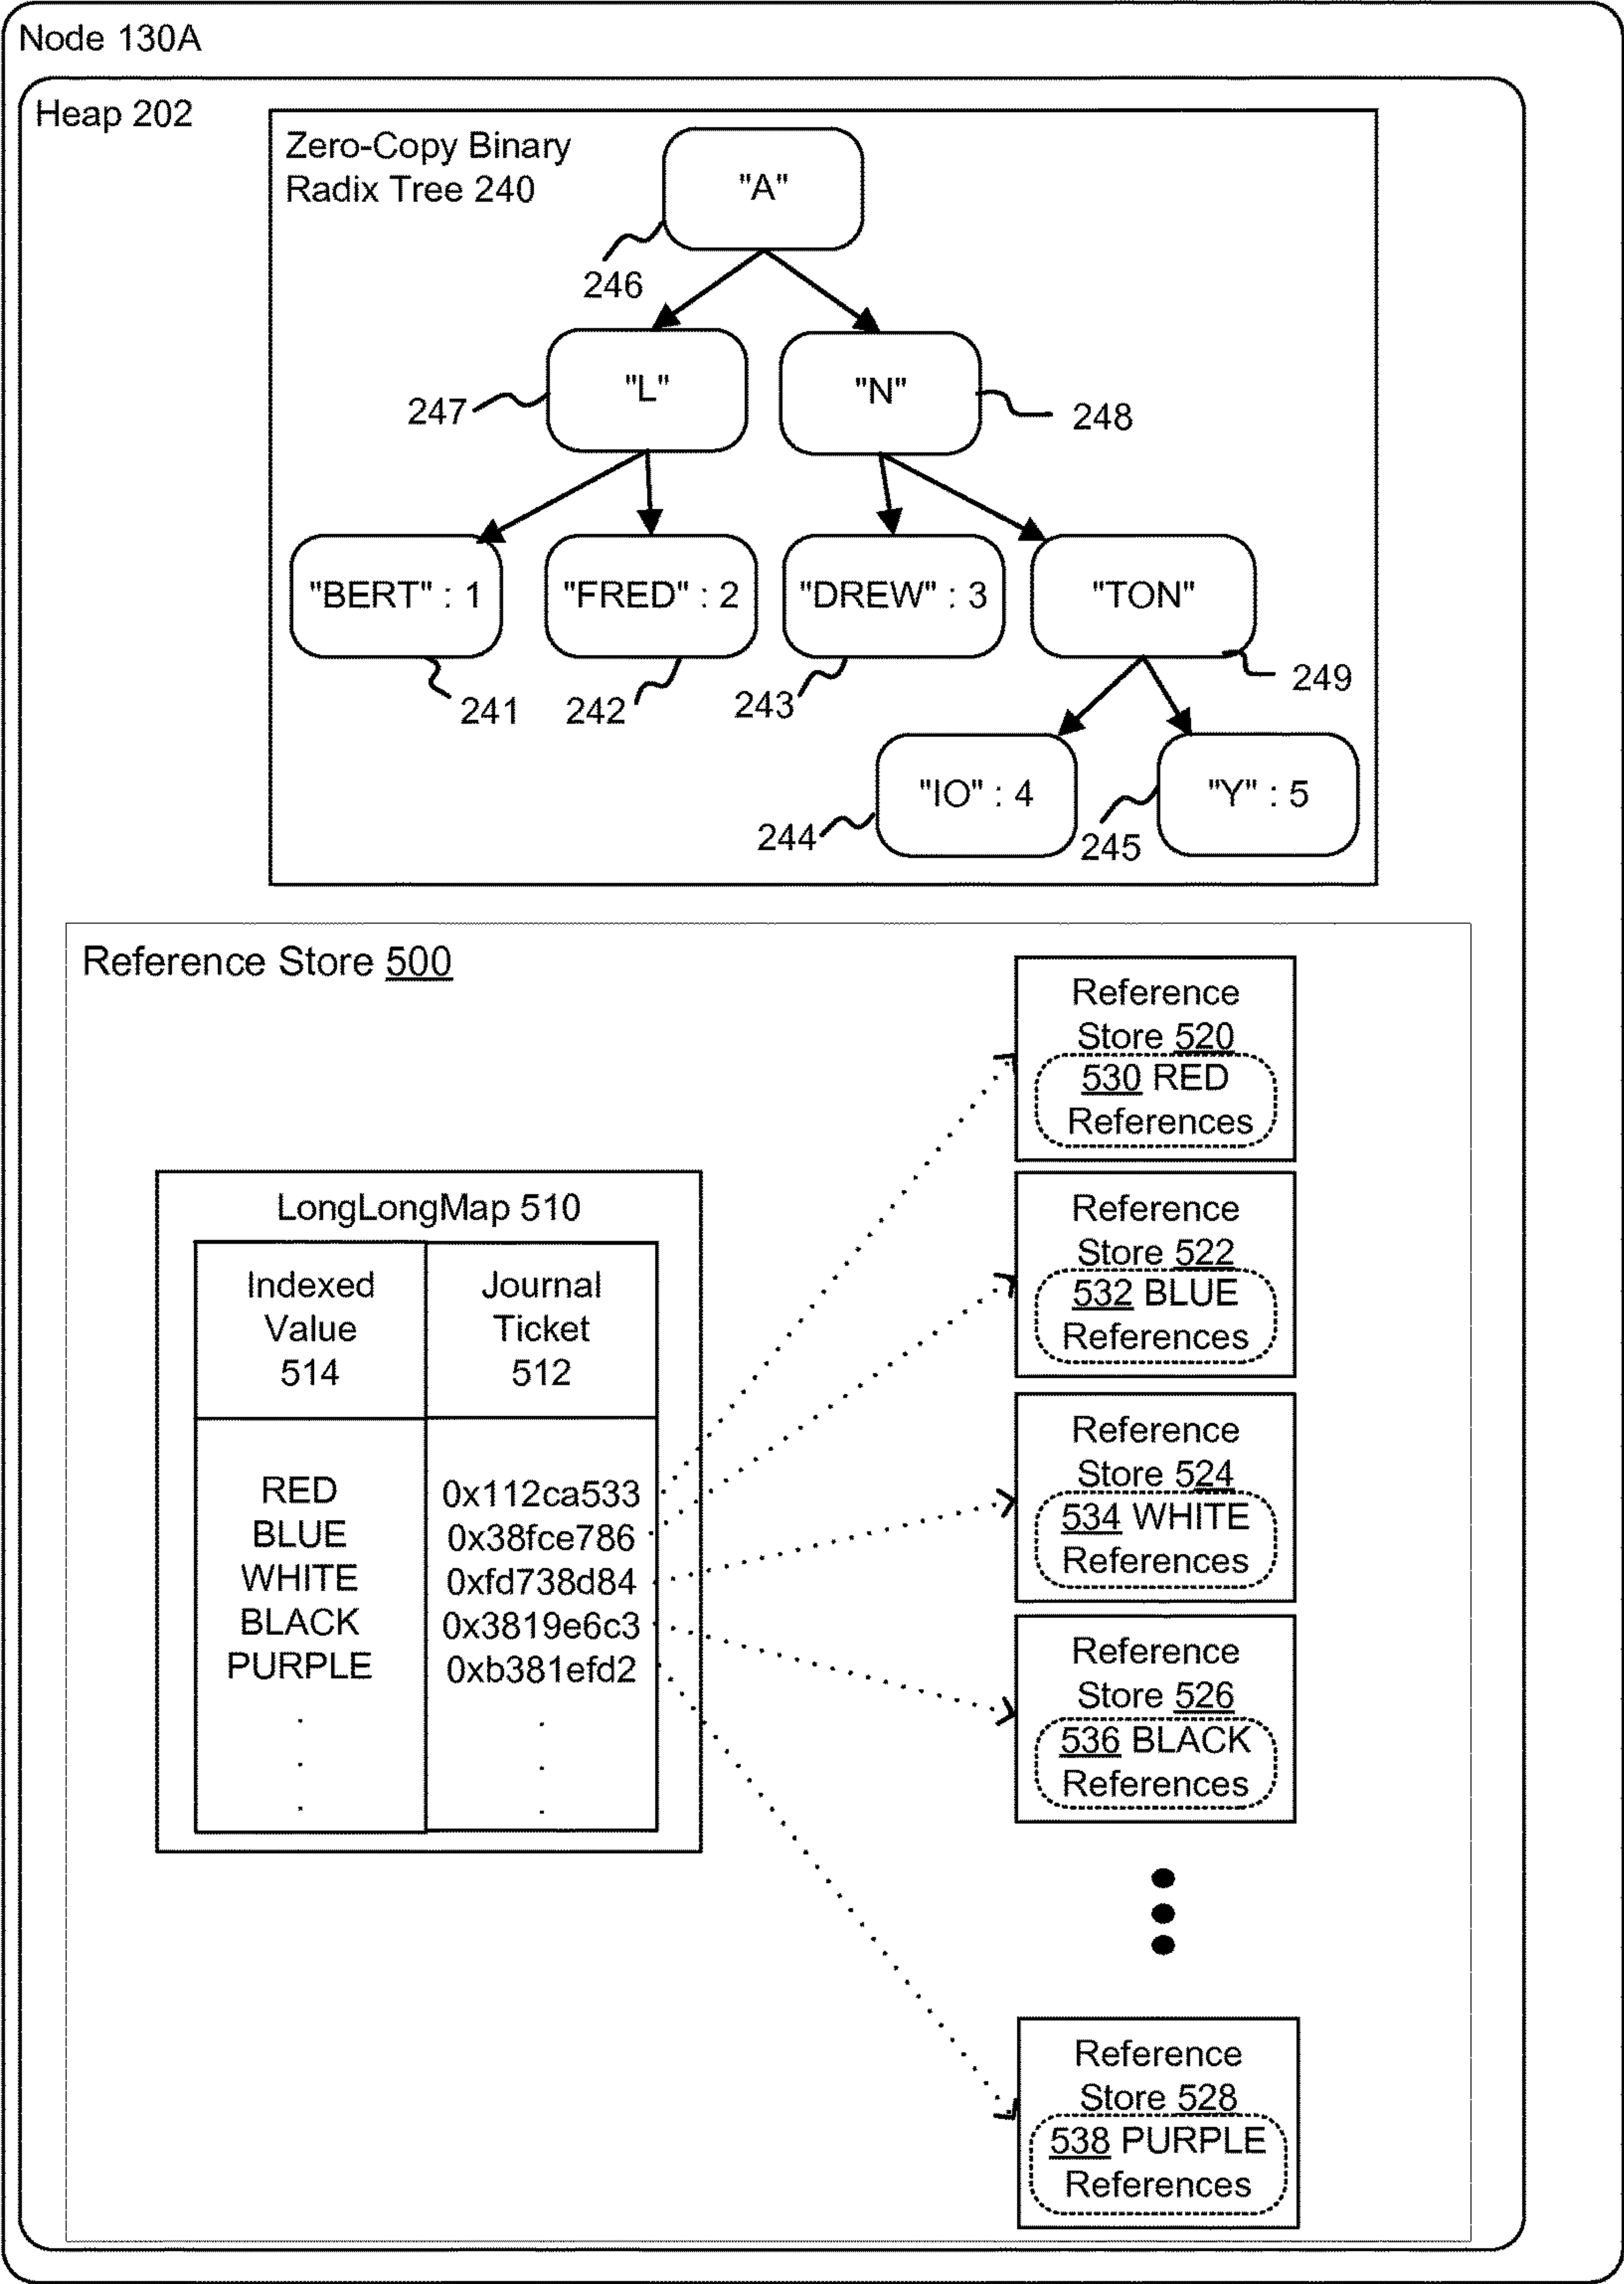 Node 130A
Heap 202
Zero-Copy Binary
Radix Tree 240
"A"
246
"L"
"N"
247
248
"BERT" : 1
"FRED" : 2
"DREW" : 3
"TON"
241
242
243
249
"IO" : 4
"Y" : 5
244
245
Reference Store 500
Reference
Store 520
530 RED
References
Reference
Store 522
532 BLUE
References
Reference
Store 524
534 WHITE
References
Reference
Store 526
536 BLACK
References
Reference
Store 528
538 PURPLE
References
LongLongMap 510
Indexed
Value
514
Journal
Ticket
512
RED 0x112ca533
BLUE 0x38fce786
WHITE 0xfd738d84
BLACK 0x3819e6c3
PURPLE 0xb381efd2